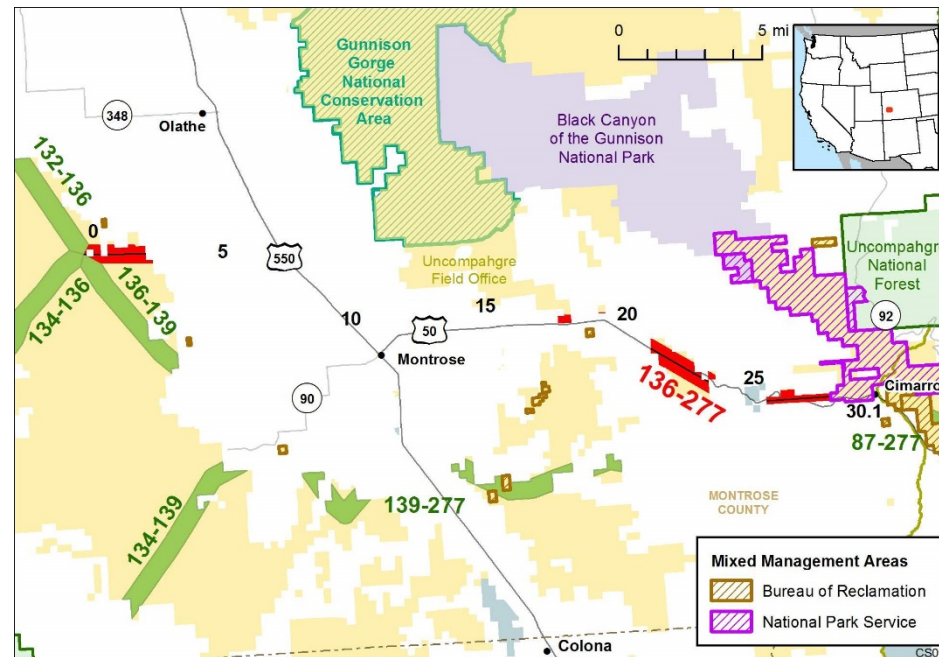 Gunnison
Gorge
National
Conservation
Area
0
5 mi
348
Olathe
Black Canyon
of the Gunnison
National Park
132-136
0
5
550
Uncompahgre
Field Office
Uncompahgre
National
Forest
136-139
134-136
10
15
20
50
92
Montrose
136-277
25
Cimarro
90
30.1
87-277
139-277
134-139
MONTROSE
COUNTY
Mixed Management Areas
Bureau of Reclamation
National Park Service
Colona
CS0